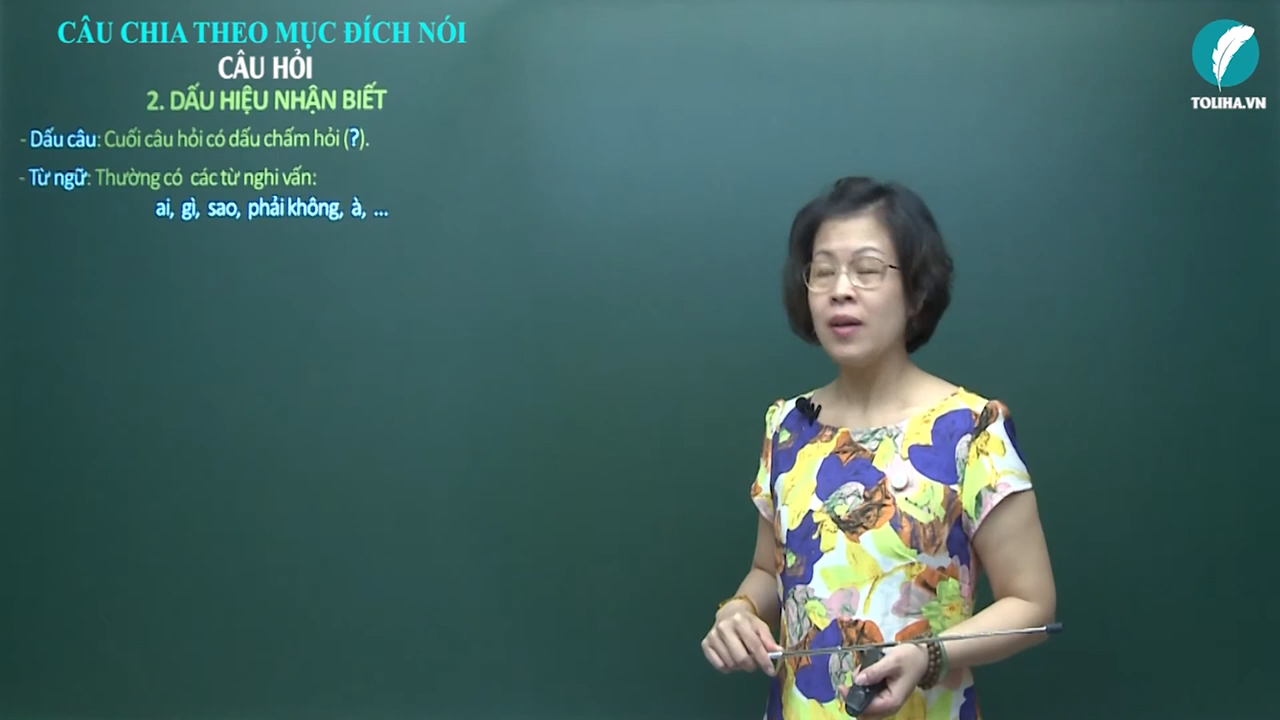 CÂU CHIA THEO MỤC ĐÍCH NÓI
CÂU HỎI
2. DẤU HIỆU NHẬN BIẾT
- Dấu câu: Cuối câu hỏi có dấu chấm hỏi (?).
- Từ ngữ: Thường có các từ nghi vấn:
ai, gì, sao, phải không, à, ...
TOLIHA.VN